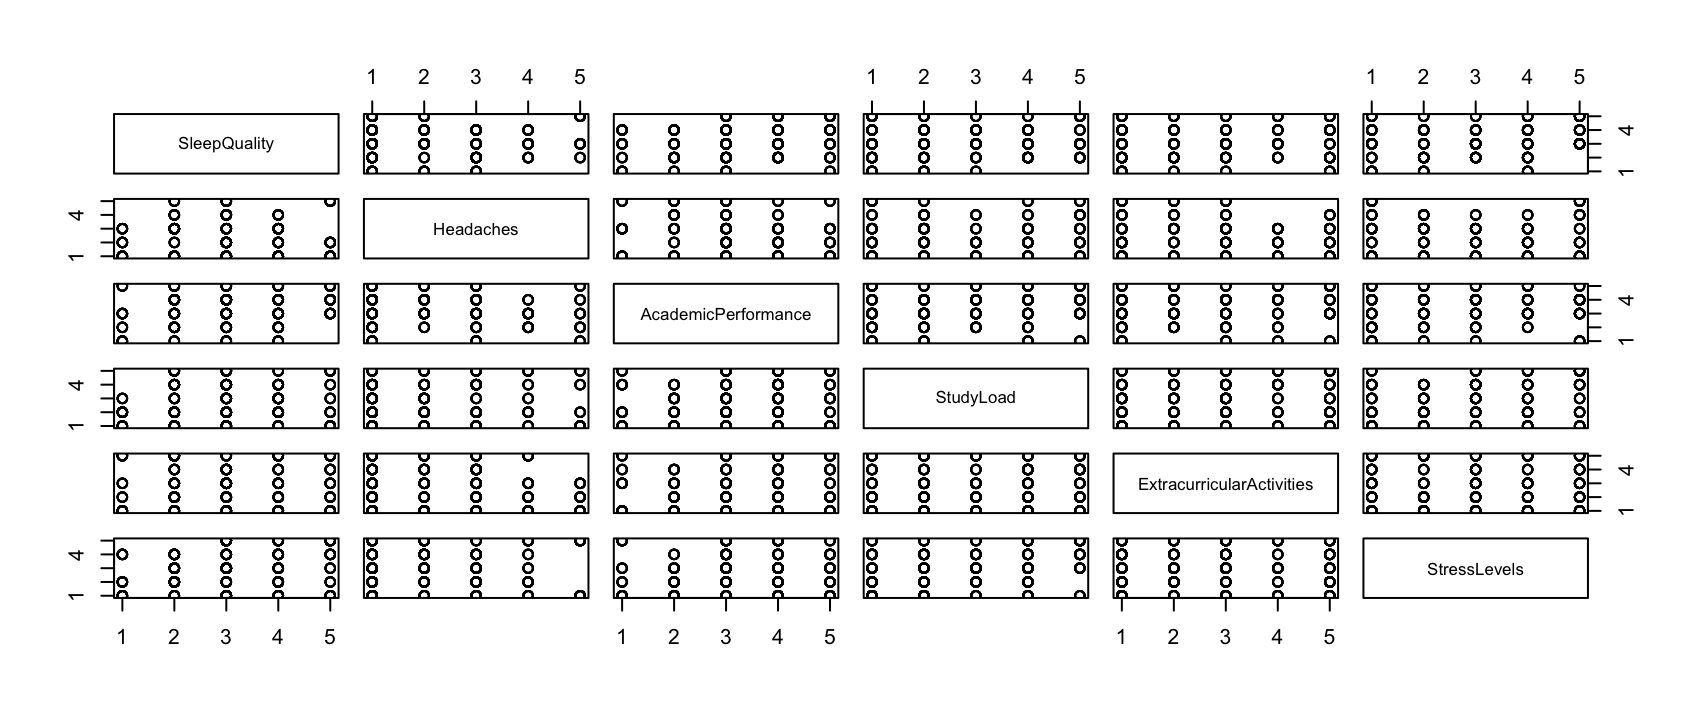 1 2 3 4 5 1 2 3 4 5 1 2 3 4 5
SleepQuality
1 4
1 4
Headaches
AcademicPerformance
1 4
1 4
StudyLoad
ExtracurricularActivities
1 4
1 4
StressLevels
1 2 3 4 5 1 2 3 4 5 1 2 3 4 5